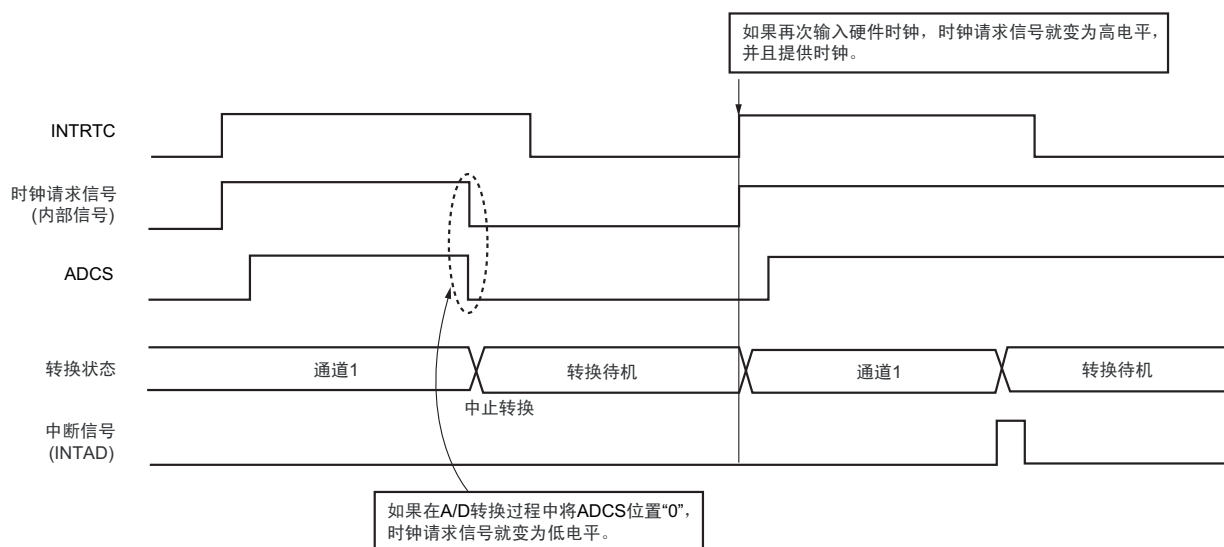 如果再次输入硬件时钟，时钟请求信号就变为高电平，
并且提供时钟。
INTRTC
时钟请求信号
(内部信号)
ADCS
转换状态
通道1
转换待机
通道1
转换待机
中止转换
中断信号
(INTAD)
如果在A/D转换过程中将ADCS位置“0”，
时钟请求信号就变为低电平。